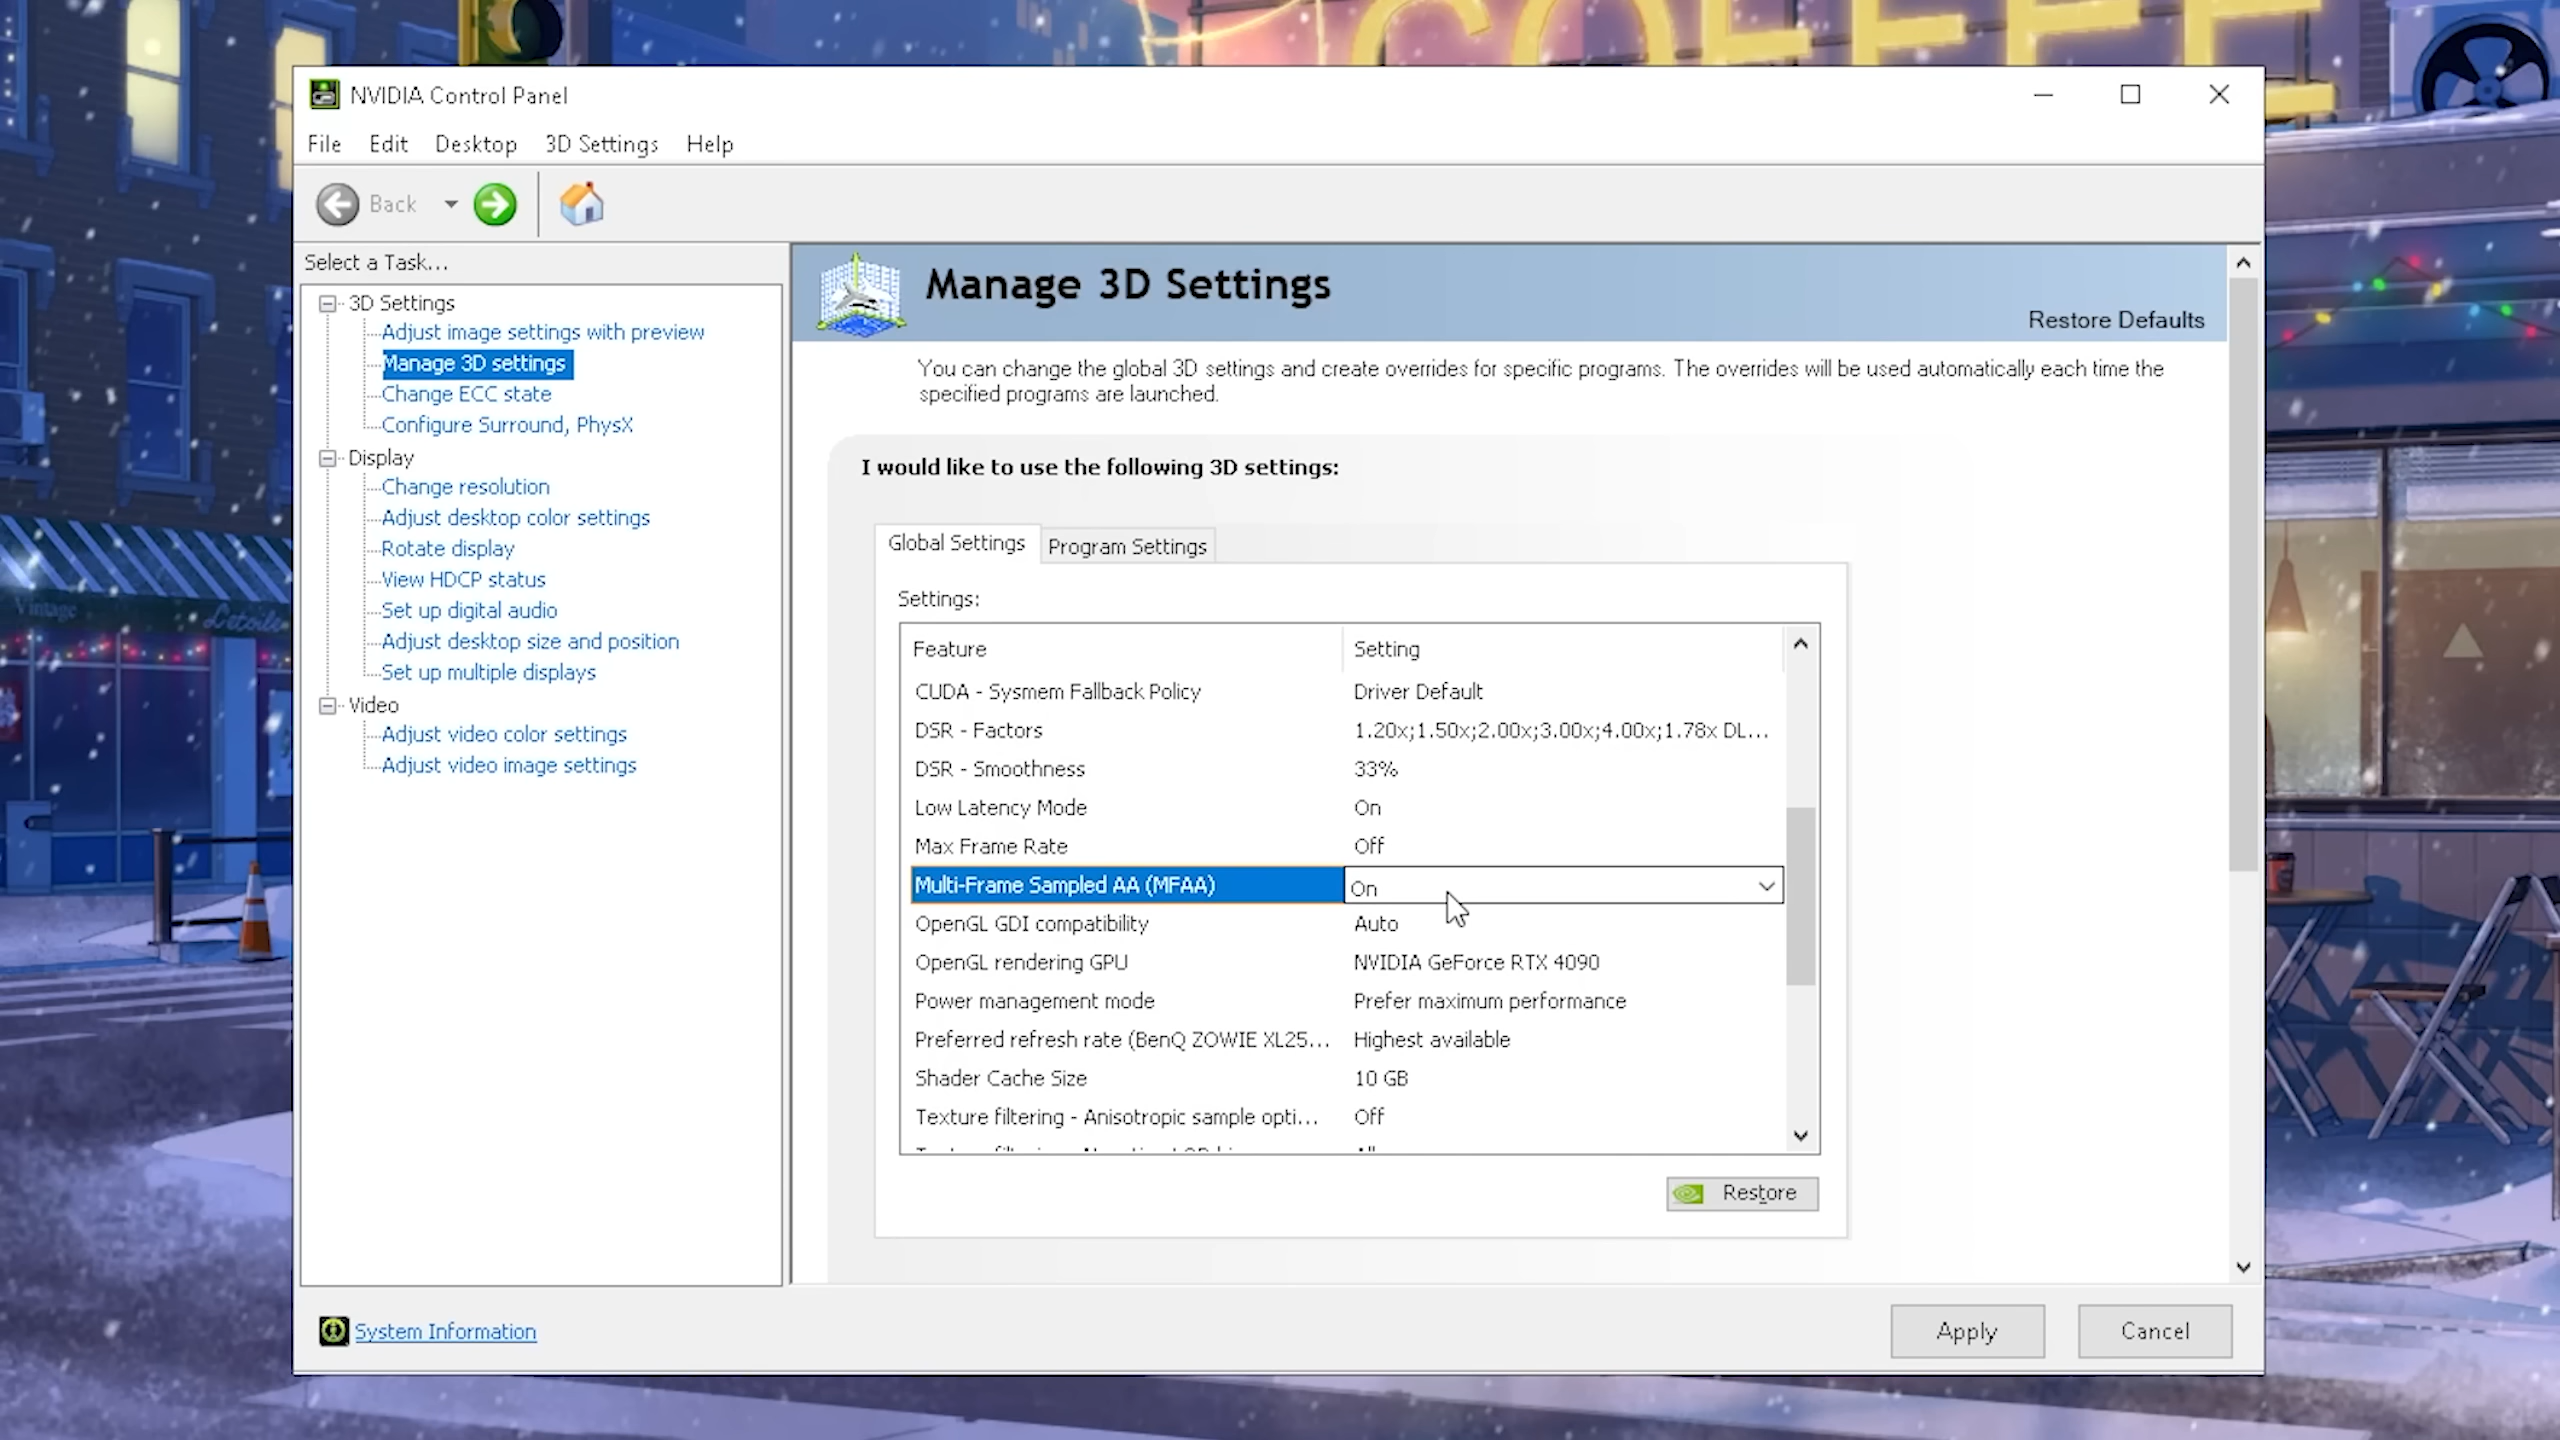 COFFEE
NVIDIA Control Panel
File Edit Desktop 3D Settings Help
Back
Select a Task...
3D Settings
Adjust image settings with preview
Manage 3D settings
Change ECC state
Configure Surround, PhysX
Display
Change resolution
Adjust desktop color settings
Rotate display
View HDCP status
Set up digital audio
Adjust desktop size and position
Set up multiple displays
Video
Adjust video color settings
Adjust video image settings
Vintage
L'etoile
Manage 3D Settings
Restore Defaults
You can change the global 3D settings and create overrides for specific programs. The overrides will be used automatically each time the
specified programs are launched.
I would like to use the following 3D settings:
Global Settings Program Settings
Settings:
Feature Setting
CUDA - Sysmem Fallback Policy Driver Default
DSR - Factors 1.20x;1.50x;2.00x;3.00x;4.00x;1.78x DL...
DSR - Smoothness 33%
Low Latency Mode On
Max Frame Rate Off
Multi-Frame Sampled AA (MFAA) On
OpenGL GDI compatibility Auto
OpenGL rendering GPU NVIDIA GeForce RTX 4090
Power management mode Prefer maximum performance
Preferred refresh rate (BenQ ZOWIE XL25... Highest available
Shader Cache Size 10 GB
Texture filtering - Anisotropic sample opti... Off
Restore
System Information
Apply Cancel